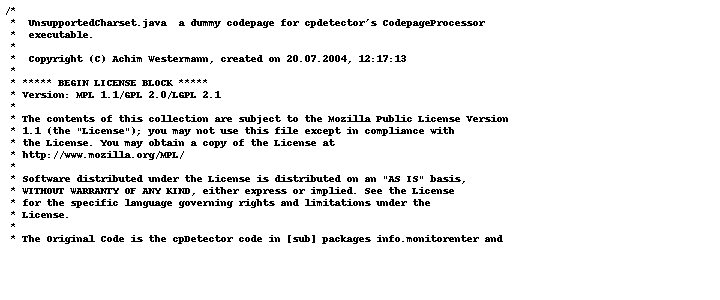 /*
 *  UnsupportedCharset.java  a dummy codepage for cpdetector's CodepageProcessor
 *  executable.
 *
 *  Copyright (C) Achim Westermann, created on 20.07.2004, 12:17:13
 *
 * ***** BEGIN LICENSE BLOCK *****
 * Version: MPL 1.1/GPL 2.0/LGPL 2.1
 *
 * The contents of this collection are subject to the Mozilla Public License Version
 * 1.1 (the "License"); you may not use this file except in compliance with
 * the License. You may obtain a copy of the License at
 * http://www.mozilla.org/MPL/
 *
 * Software distributed under the License is distributed on an "AS IS" basis,
 * WITHOUT WARRANTY OF ANY KIND, either express or implied. See the License
 * for the specific language governing rights and limitations under the
 * License.
 *
 * The Original Code is the cpDetector code in [sub] packages info.monitorenter and